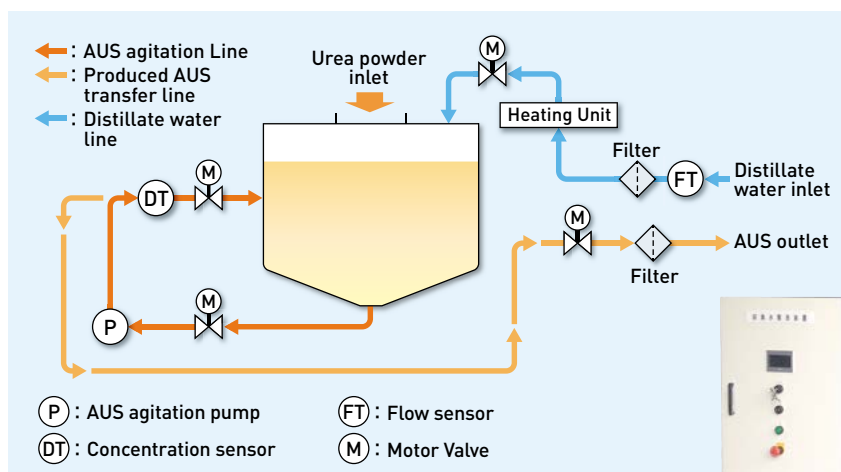 : AUS agitation Line
: Produced AUS
transfer line
: Distillate water
line
Urea powder
inlet
M
Heating Unit
Filter
FT
Distillate
water inlet
DT
M
M
AUS outlet
Filter
P
M
P : AUS agitation pump
FT : Flow sensor
DT : Concentration sensor
M : Motor Valve